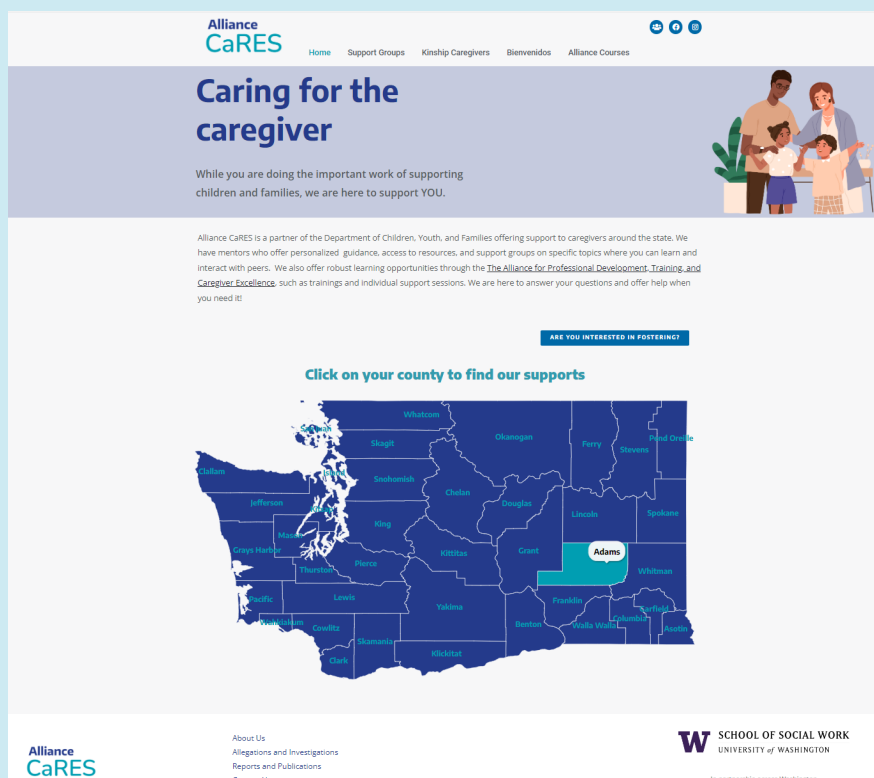 Alliance
CaRES
Home Support Groups Kinship Caregivers Bienvenidos Alliance Courses
Caring for the
caregiver
While you are doing the important work of supporting
children and families, we are here to support YOU.
Alliance CaRES is a partner of the Department of Children, Youth, and Families offering support to caregivers around the state. We
have mentors who offer personalized guidance, access to resources, and support groups on specific topics where you can learn and
interact with peers. We also offer robust learning opportunities through the The Alliance for Professional Development, Training, and
Caregiver Excellence, such as trainings and individual support sessions. We are here to answer your questions and offer help when
you need it!
ARE YOU INTERESTED IN FOSTERING?
Click on your county to find our supports
Whatcom
San Juan
Skagit
Okanogan
Ferry
Stevens
Pend Oreille
Clallam
Island
Snohomish
Chelan
Jefferson
Kitsap
Douglas
Lincoln
Spokane
King
Mason
Grays Harbor
Kittitas
Grant
Adams
Thurston
Pierce
Whitman
Pacific
Lewis
Yakima
Franklin
Garfield
Wahkiakum
Cowlitz
Benton
Walla Walla
Columbia
Asotin
Skamania
Clark
Klickitat
About Us
Allegations and Investigations
Reports and Publications
Alliance
CaRES
W SCHOOL OF SOCIAL WORK
UNIVERSITY of WASHINGTON